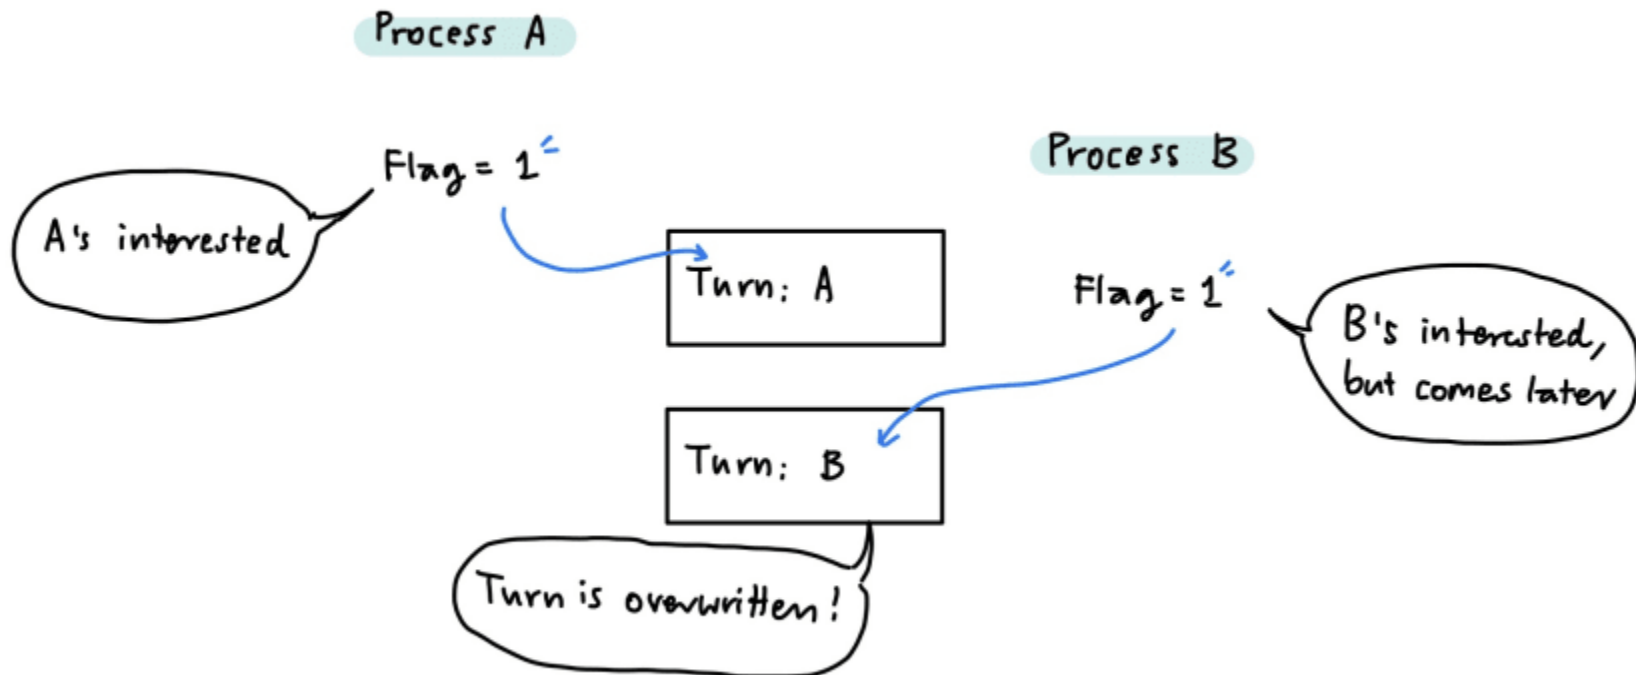 Process A
Process B
Flag = 1
A's interested
Turn: A
Flag = 1
B's interested,
but comes later
Turn: B
Turn is overwritten!